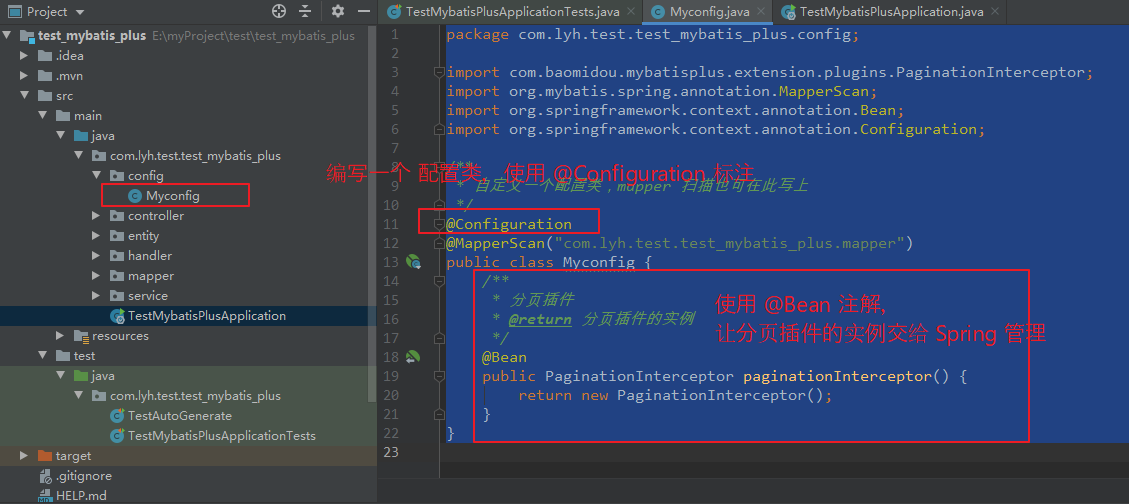 Project
TestMybatisPlusApplicationTests.java
Myconfig.java
TestMybatisPlusApplication.java
test_mybatis_plus E:\myProject\test\test_mybatis_plus
.idea
.mvn
src
main
java
com.lyh.test.test_mybatis_plus
config
Myconfig
controller
entity
handler
mapper
service
TestMybatisPlusApplication
resources
test
java
com.lyh.test.test_mybatis_plus
TestAutoGenerate
TestMybatisPlusApplicationTests
target
.gitignore
HELP.md
1 package com.lyh.test.test_mybatis_plus.config;
2
3 import com.baomidou.mybatisplus.extension.plugins.PaginationInterceptor;
4 import org.mybatis.spring.annotation.MapperScan;
5 import org.springframework.context.annotation.Bean;
6 import org.springframework.context.annotation.Configuration;
7
8 /**
编写一个 配置类, 使用 @Configuration 标注
9 * 自定义一个配置类，mapper 扫描也可在此写上
10 */
11 @Configuration
12 @MapperScan("com.lyh.test.test_mybatis_plus.mapper")
13 public class Myconfig {
14 /**
15 * 分页插件
16 * @return 分页插件的实例
17 */
使用 @Bean 注解,
让分页插件的实例交给 Spring 管理
18 @Bean
19 public PaginationInterceptor paginationInterceptor() {
20 return new PaginationInterceptor();
21 }
22 }
23